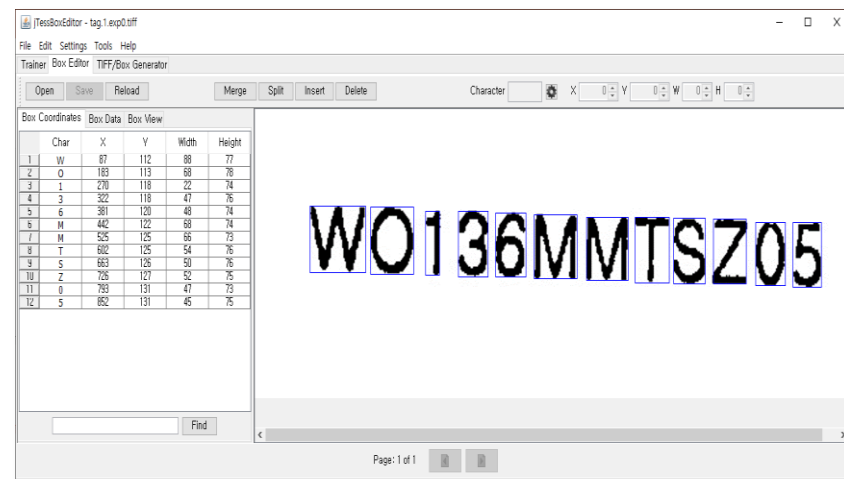 jTessBoxEditor - tag.1.exp0.tiff
File Edit Settings Tools Help
Trainer Box Editor TIFF/Box Generator
Open Save Reload Merge Split Insert Delete Character X 0 Y 0 W 0 H 0
Box Coordinates Box Data Box View
Char X Y Width Height
1 W 87 112 88 77
2 O 183 113 68 78
3 1 270 118 22 74
4 3 322 118 47 76
5 6 381 120 48 74
6 M 442 122 68 74
7 M 525 125 66 73
8 T 602 125 54 76
9 S 663 126 50 76
10 Z 726 127 52 75
11 0 793 131 47 73
12 5 852 131 45 75
WO136MMTSZ05
Find
Page: 1 of 1